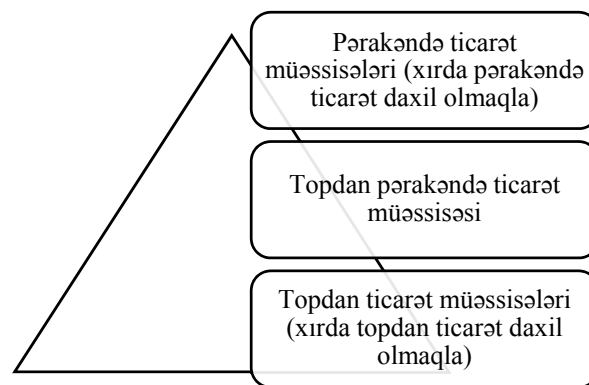 Pərakəndə ticarət
müəssisələri (xırda pərakəndə
ticarət daxil olmaqla)
Topdan pərakəndə ticarət
müəssisəsi
Topdan ticarət müəssisələri
(xırda topdan ticarət daxil
olmaqla)